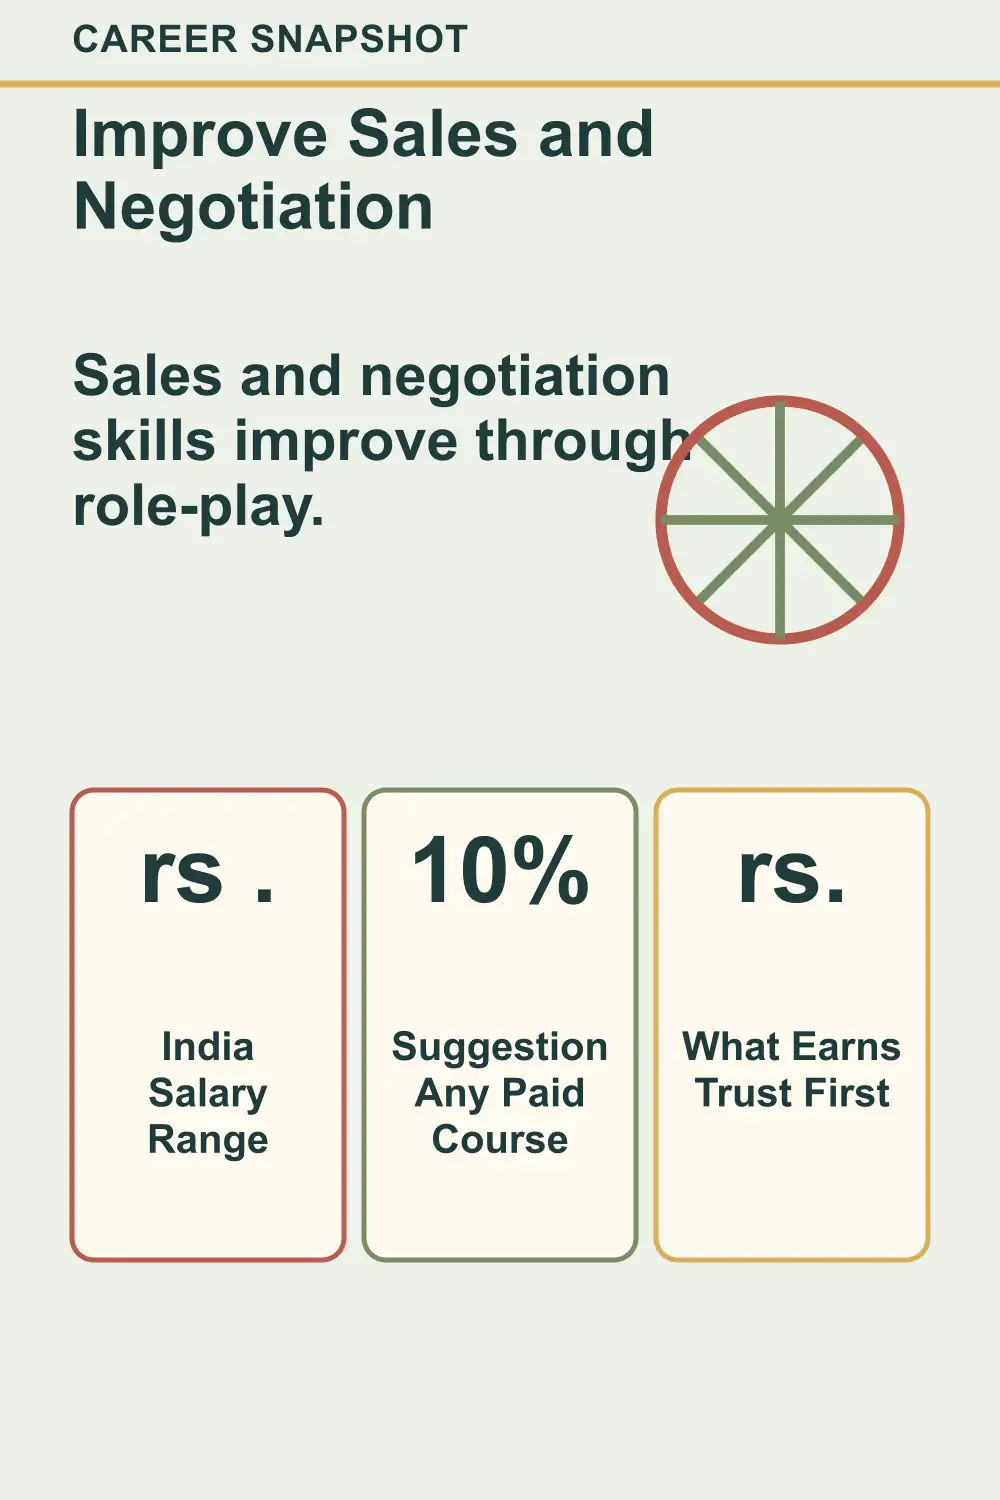 CAREER SNAPSHOT
Improve Sales and
Negotiation
Sales and negotiation
skills improve through
role-play.
rs .
India
Salary
Range
10%
Suggestion
Any Paid
Course
rs.
What Earns
Trust First